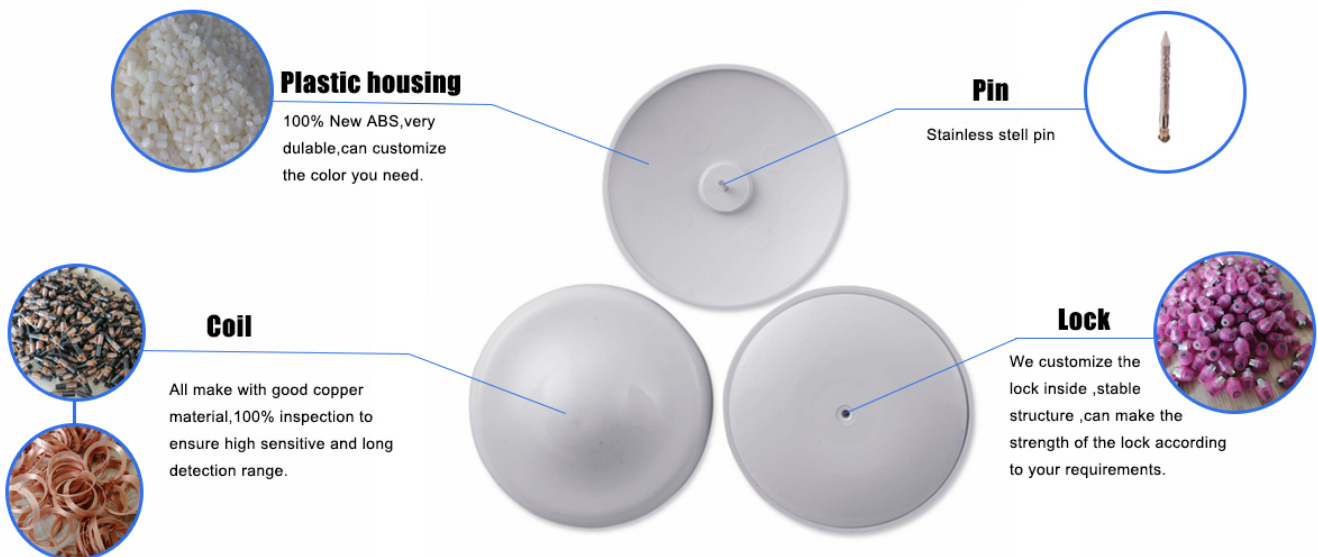 Plastic housing
100% New ABS,very
dulable,can customize
the color you need.
Pin
Stainless stell pin
Coil
All make with good copper
material,100% inspection to
ensure high sensitive and long
detection range.
Lock
We customize the
lock inside ,stable
structure ,can make the
strength of the lock according
to your requirements.